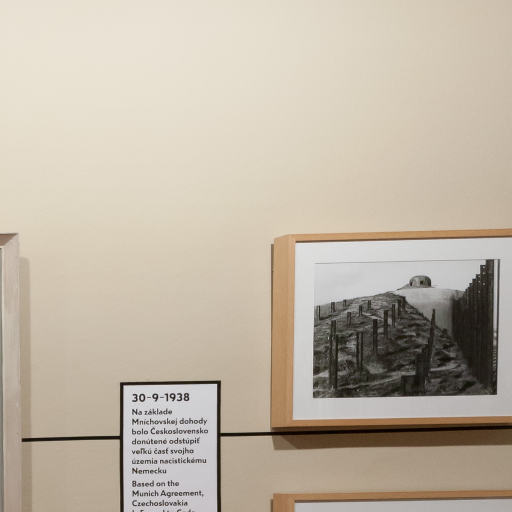 30-9-1938
Na základe
Mníchovskej dohody
bolo Československo
donútené odstúpiť
veľkú časť svojho
územia nacistickému
Nemecku
Based on the
Munich Agreement,
Czechoslovakia